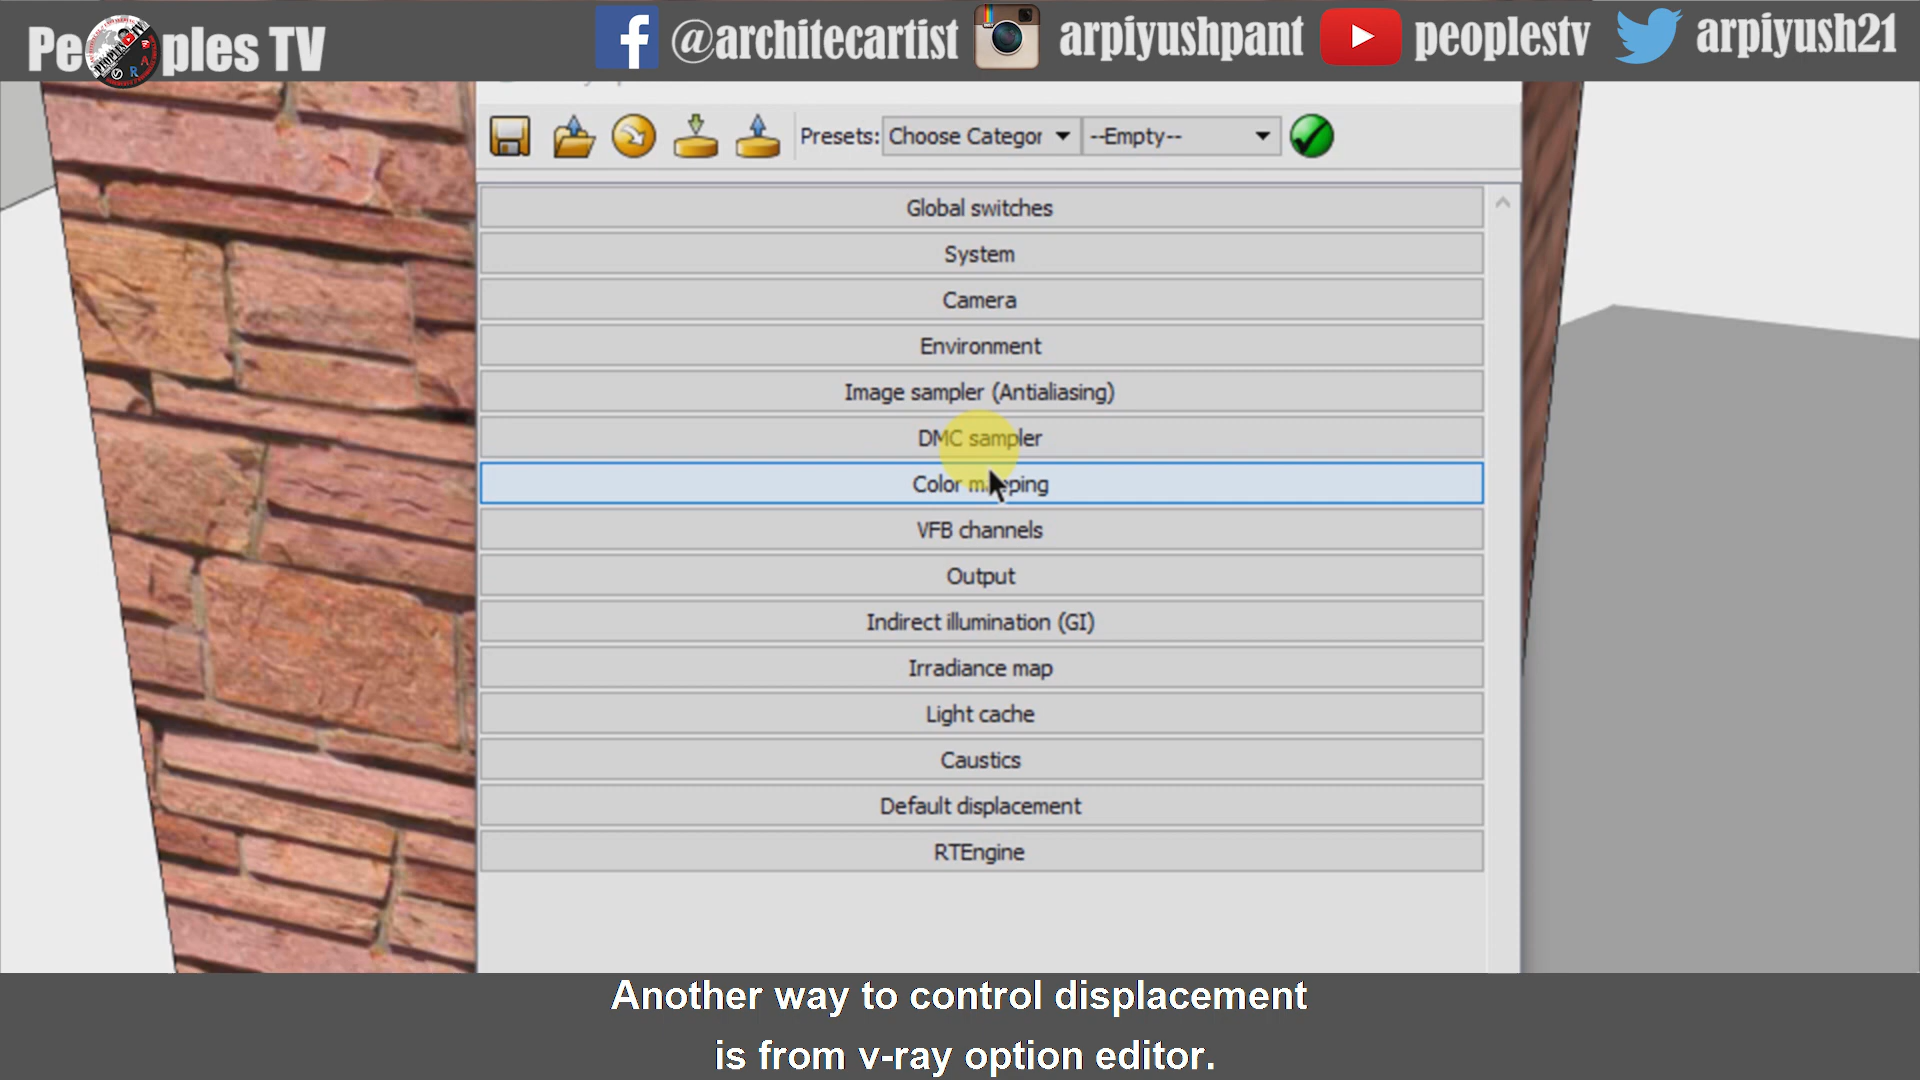 Peoples TV
@architecartist
arpiyushpant
peoplestv
arpiyush21
Presets:
Choose Categor
--Empty--
Global switches
System
Camera
Environment
Image sampler (Antialiasing)
DMC sampler
Color mapping
VFB channels
Output
Indirect illumination (GI)
Irradiance map
Light cache
Caustics
Default displacement
RTEngine
Another way to control displacement
is from v-ray option editor.